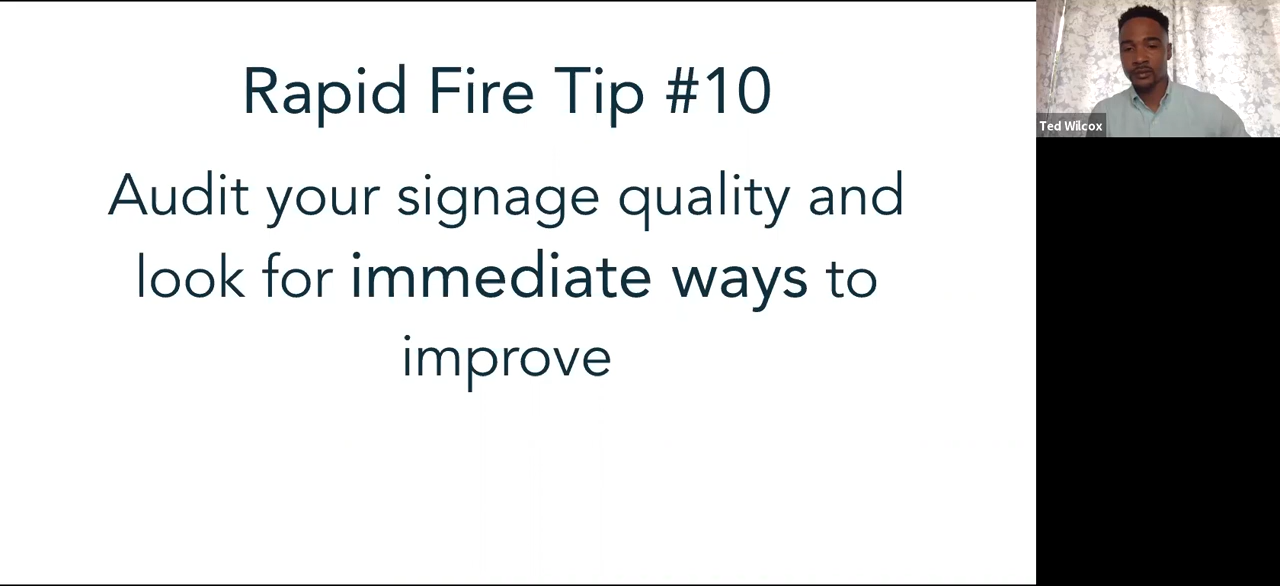 Rapid Fire Tip #10
Audit your signage quality and
look for immediate ways to
improve
Ted Wilcox